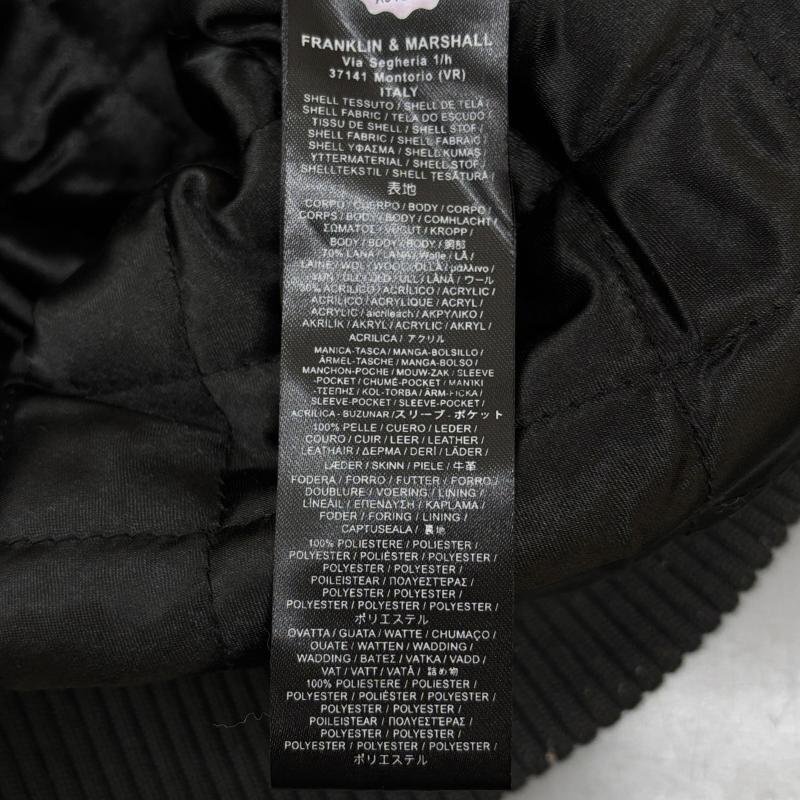 FRANKLIN & MARSHALL
Via Segheria 1/h
37141 Montorio (VR)
ITALY
SHELL TESSUTO / SHELL DE TELA /
SHELL FABRIC / TELA DO ESCUDO /
TISSU DE SHELL / SHELL STOF /
SHELL FABRIC / SHELL FABRAIC /
SHELL ΥΦΑΣΜΑ / SHELL KUMAŞ /
YTTERMATERIAL / SHELL STOF /
SHELLTEKSTIL / SHELL ȚESĂTURĂ /
表地
CORPO / CUERPO / BODY / CORPO /
CORPS / BODY / BODY / COMHLACHT /
ΣΩΜΑΤΟΣ / VÜCUT / KROPP /
BODY / BODY / BODY / 胴部
70% LANA / LANA / Wolle / LÃ /
LAINE / WOL / WOOL / OLLA / μάλλινο /
ULL / LÂNĂ / ウール
30% ACRILICO / ACRÍLICO / ACRYLIC /
ACRÍLICO / ACRYLIQUE / ACRYL /
ACRYLIC / aicrileach / ΑΚΡΥΛΙΚΟ /
AKRILIK / AKRYL / ACRYLIC / AKRYL /
ACRILICA / アクリル
MANICA-TASCA / MANGA-BOLSILLO /
ÄRMEL-TASCHE / MANGA-BOLSO /
MANCHON-POCHE / MOUW-ZAK / SLEEVE
-POCKET / CHUMÉ-POCKET / ΜΑΝΙΚΙ
-ΤΣΕΠΗΣ / KOL-TORBA / ÄRM-FICKA /
SLEEVE-POCKET / SLEEVE-POCKET /
ACRILICA - BUZUNAR / スリーブ - ポケット
100% PELLE / CUERO / LEDER /
COURO / CUIR / LEER / LEATHER /
LEATHAIR / ΔΕΡΜΑ / DERİ / LÄDER /
LÆDER / SKINN / PIELE / 牛革
FODERA / FORRO / FUTTER / FORRO /
DOUBLURE / VOERING / LINING /
LÍNEÁIL / ΕΠΕΝΔΥΣΗ / KAPLAMA /
FODER / FORING / LINING /
CAPTUSEALA / 裏地
100% POLIESTERE / POLIESTER /
POLYESTER / POLIÉSTER / POLYESTER /
POLYESTER / POLYESTER /
POILEISTEAR / ΠΟΛΥΕΣΤΈΡΑΣ /
POLYESTER / POLYESTER /
POLYESTER / POLYESTER / POLYESTER /
ポリエステル
OVATTA / GUATA / WATTE / CHUMAÇO /
OUATE / WATTEN / WADDING /
WADDING / ΒΑΤΕΣ / VATKA / VADD /
VAT / VATT / VATĂ / 詰め物
100% POLIESTERE / POLIESTER /
POLYESTER / POLIÉSTER / POLYESTER /
POLYESTER / POLYESTER /
POILEISTEAR / ΠΟΛΥΕΣΤΈΡΑΣ /
POLYESTER / POLYESTER /
POLYESTER / POLYESTER / POLYESTER /
ポリエステル